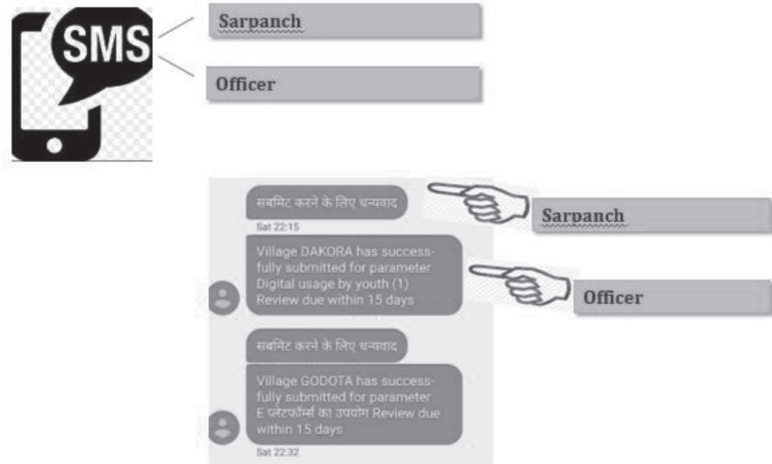 SMS
Sarpanch
Officer
सबमिट करने के लिए धन्यवाद
Sat 22:15
Sarpanch
Village DAKORA has success-
fully submitted for parameter
Digital usage by youth (1)
Review due within 15 days
Officer
सबमिट करने के लिए धन्यवाद
Village GODOTA has success-
fully submitted for parameter
E प्लेटफॉर्म्स का उपयोग Review due
within 15 days
Sat 22:32